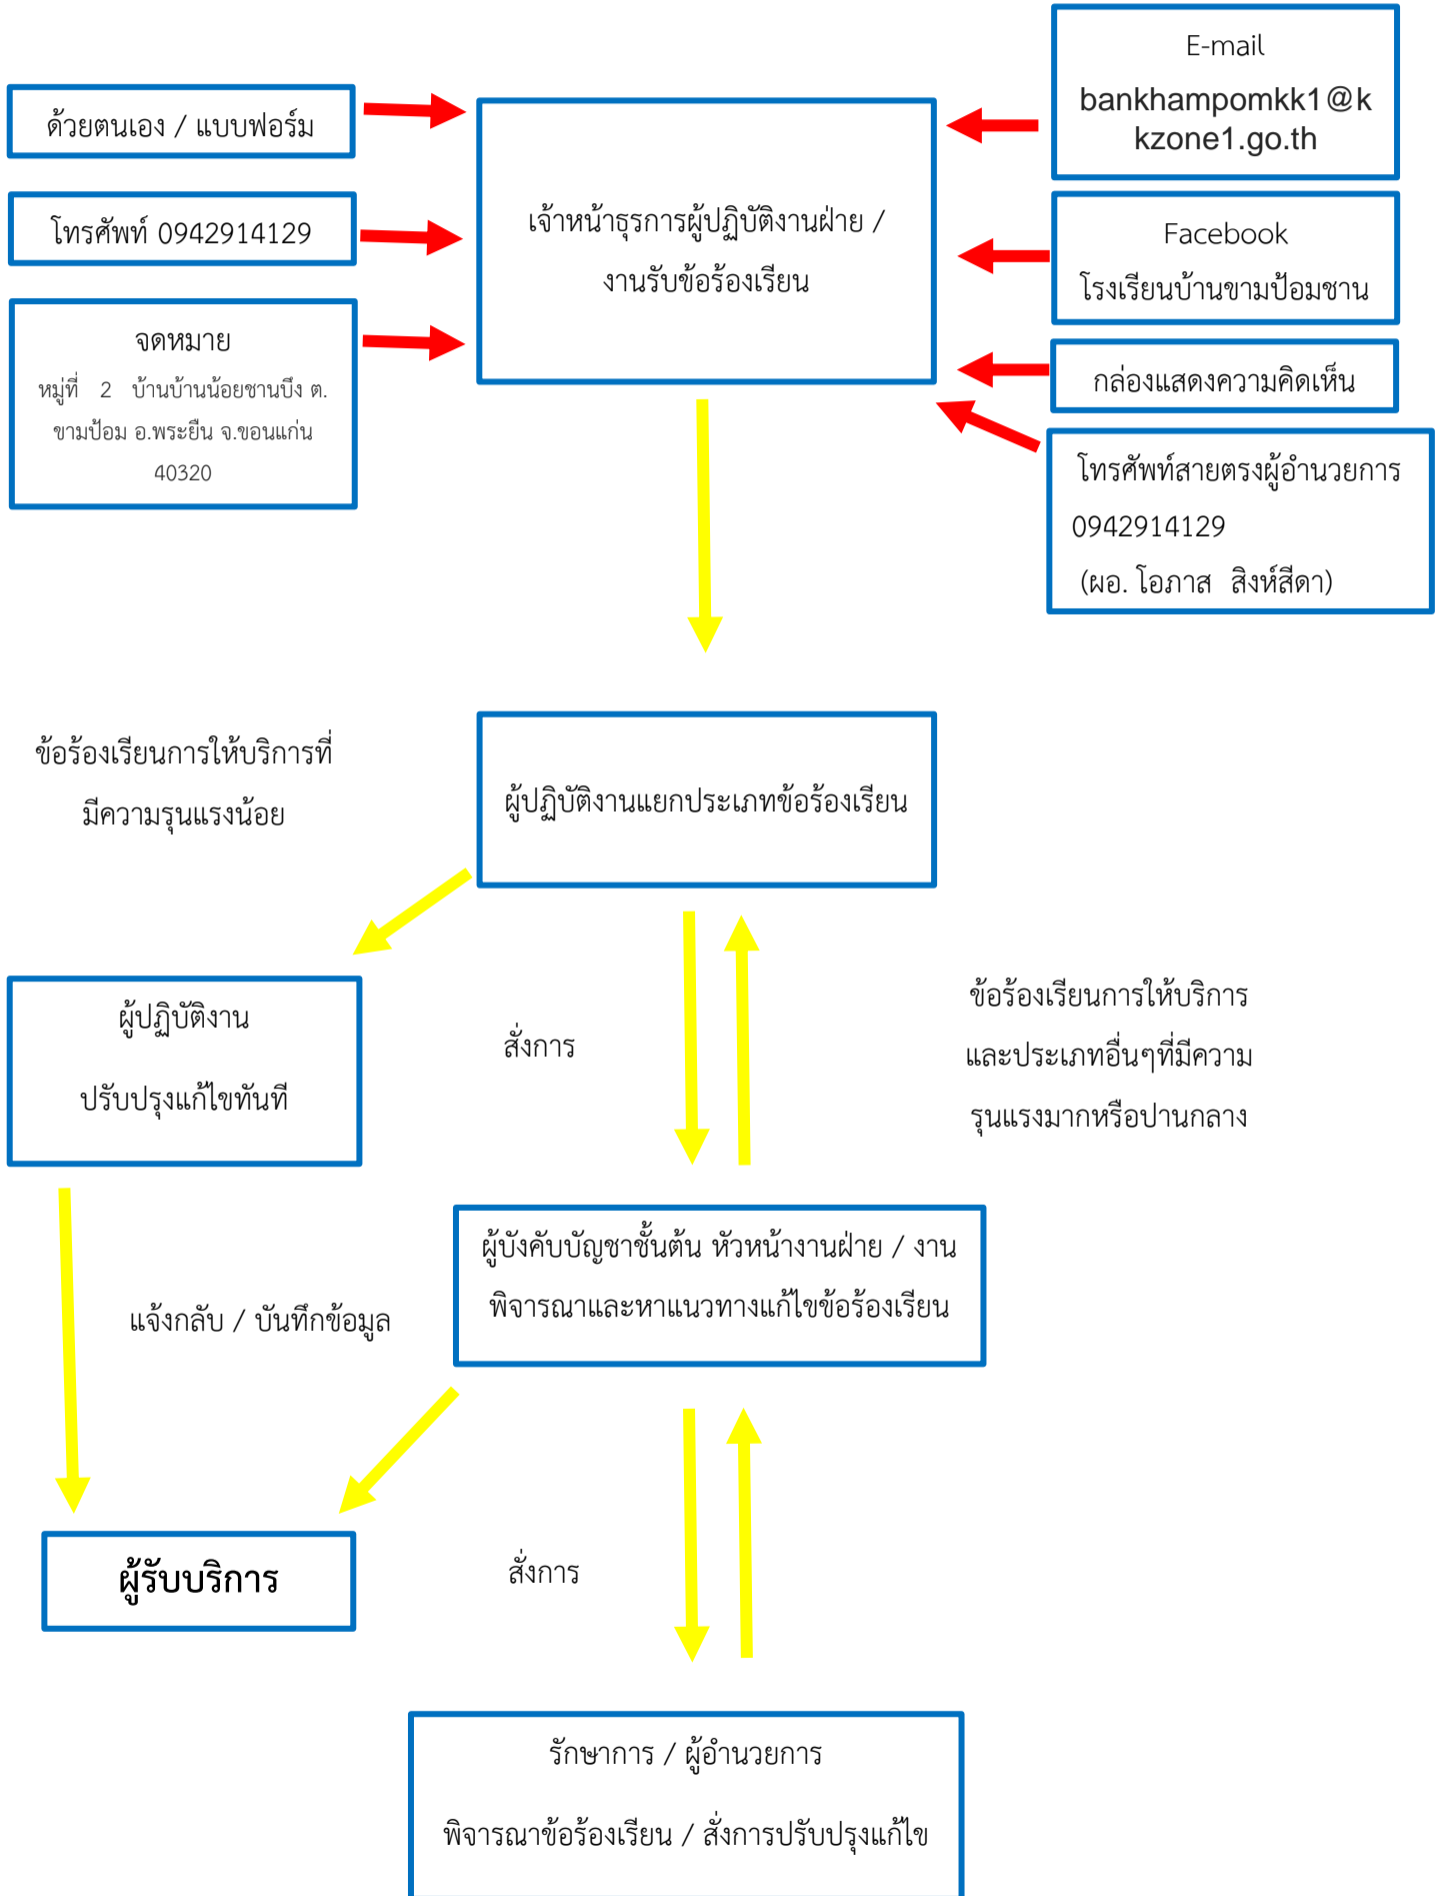 ด้วยตนเอง / แบบฟอร์ม
โทรศัพท์ 0942914129
จดหมาย
หมู่ที่ 2 บ้านบ้านน้อยชานบึง ต.
ขามป้อม อ.พระยืน จ.ขอนแก่น
40320
เจ้าหน้าธุรการผู้ปฏิบัติงานฝ่าย /
งานรับข้อร้องเรียน
E-mail
bankhampomkk1@k
kzone1.go.th
Facebook
โรงเรียนบ้านขามป้อมชาน
กล่องแสดงความคิดเห็น
โทรศัพท์สายตรงผู้อำนวยการ
0942914129
(ผอ. โอภาส สิงห์สีดา)
ข้อร้องเรียนการให้บริการที่
มีความรุนแรงน้อย
ผู้ปฏิบัติงานแยกประเภทข้อร้องเรียน
ผู้ปฏิบัติงาน
ปรับปรุงแก้ไขทันที
สั่งการ
ข้อร้องเรียนการให้บริการ
และประเภทอื่นๆที่มีความ
รุนแรงมากหรือปานกลาง
ผู้บังคับบัญชาชั้นต้น หัวหน้างานฝ่าย / งาน
พิจารณาและหาแนวทางแก้ไขข้อร้องเรียน
แจ้งกลับ / บันทึกข้อมูล
ผู้รับบริการ
สั่งการ
รักษาการ / ผู้อำนวยการ
พิจารณาข้อร้องเรียน / สั่งการปรับปรุงแก้ไข